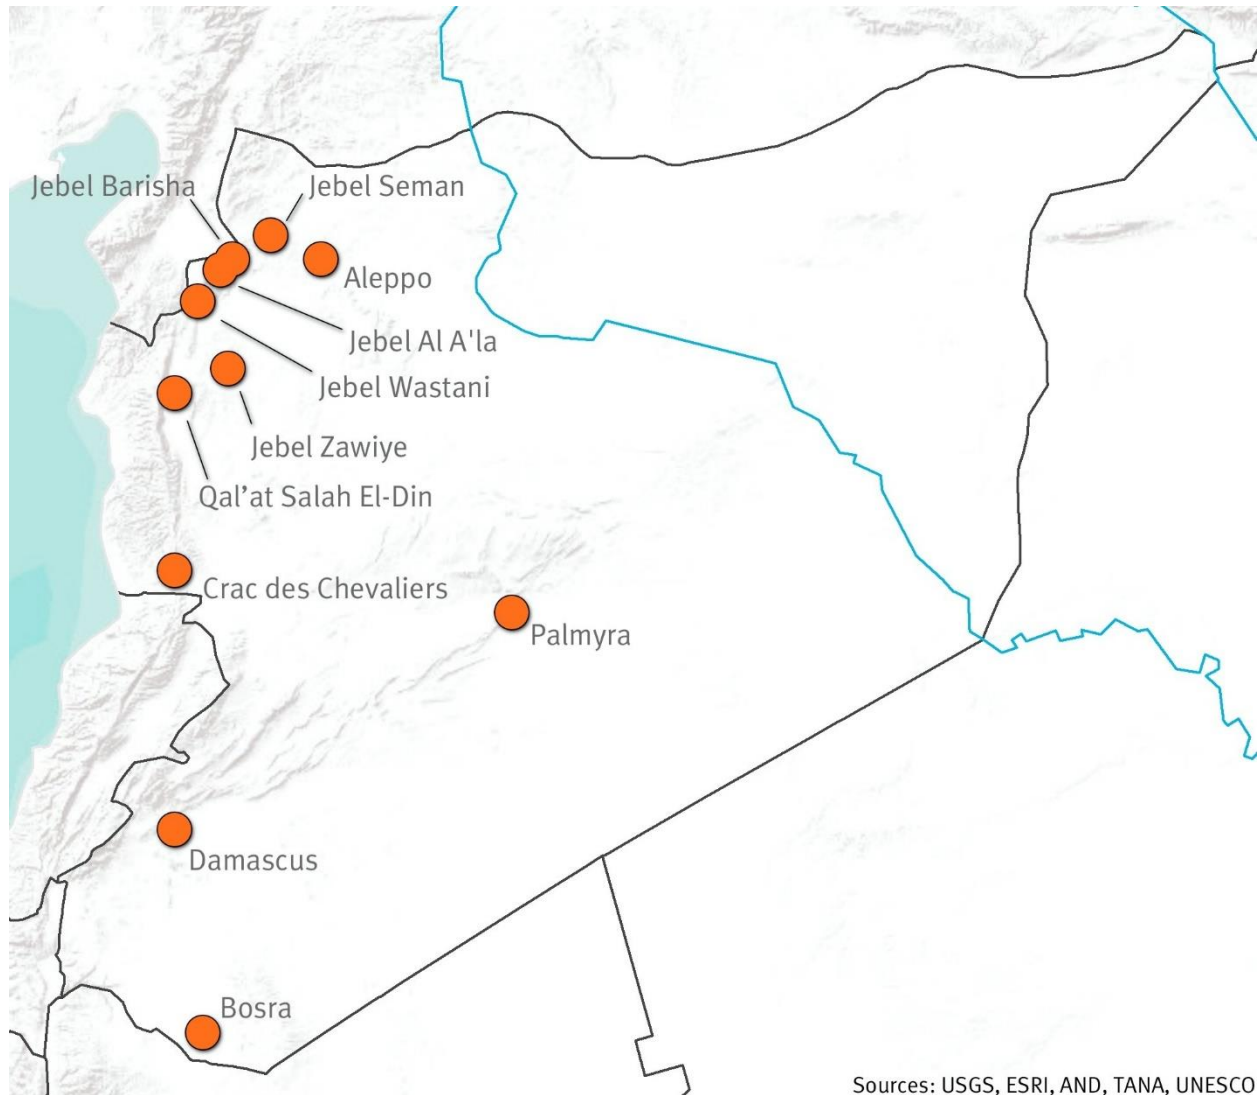 Jebel Barisha
Jebel Seman
Aleppo
Jebel Al A'la
Jebel Wastani
Jebel Zawiye
Qal’at Salah El-Din
Crac des Chevaliers
Palmyra
Damascus
Bosra
Sources: USGS, ESRI, AND, TANA, UNESCO